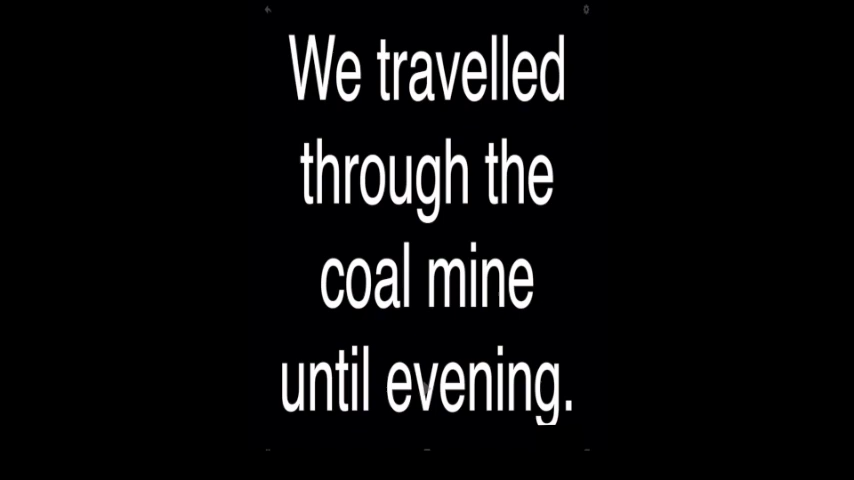 We travelled
through the
coal mine
until evening.